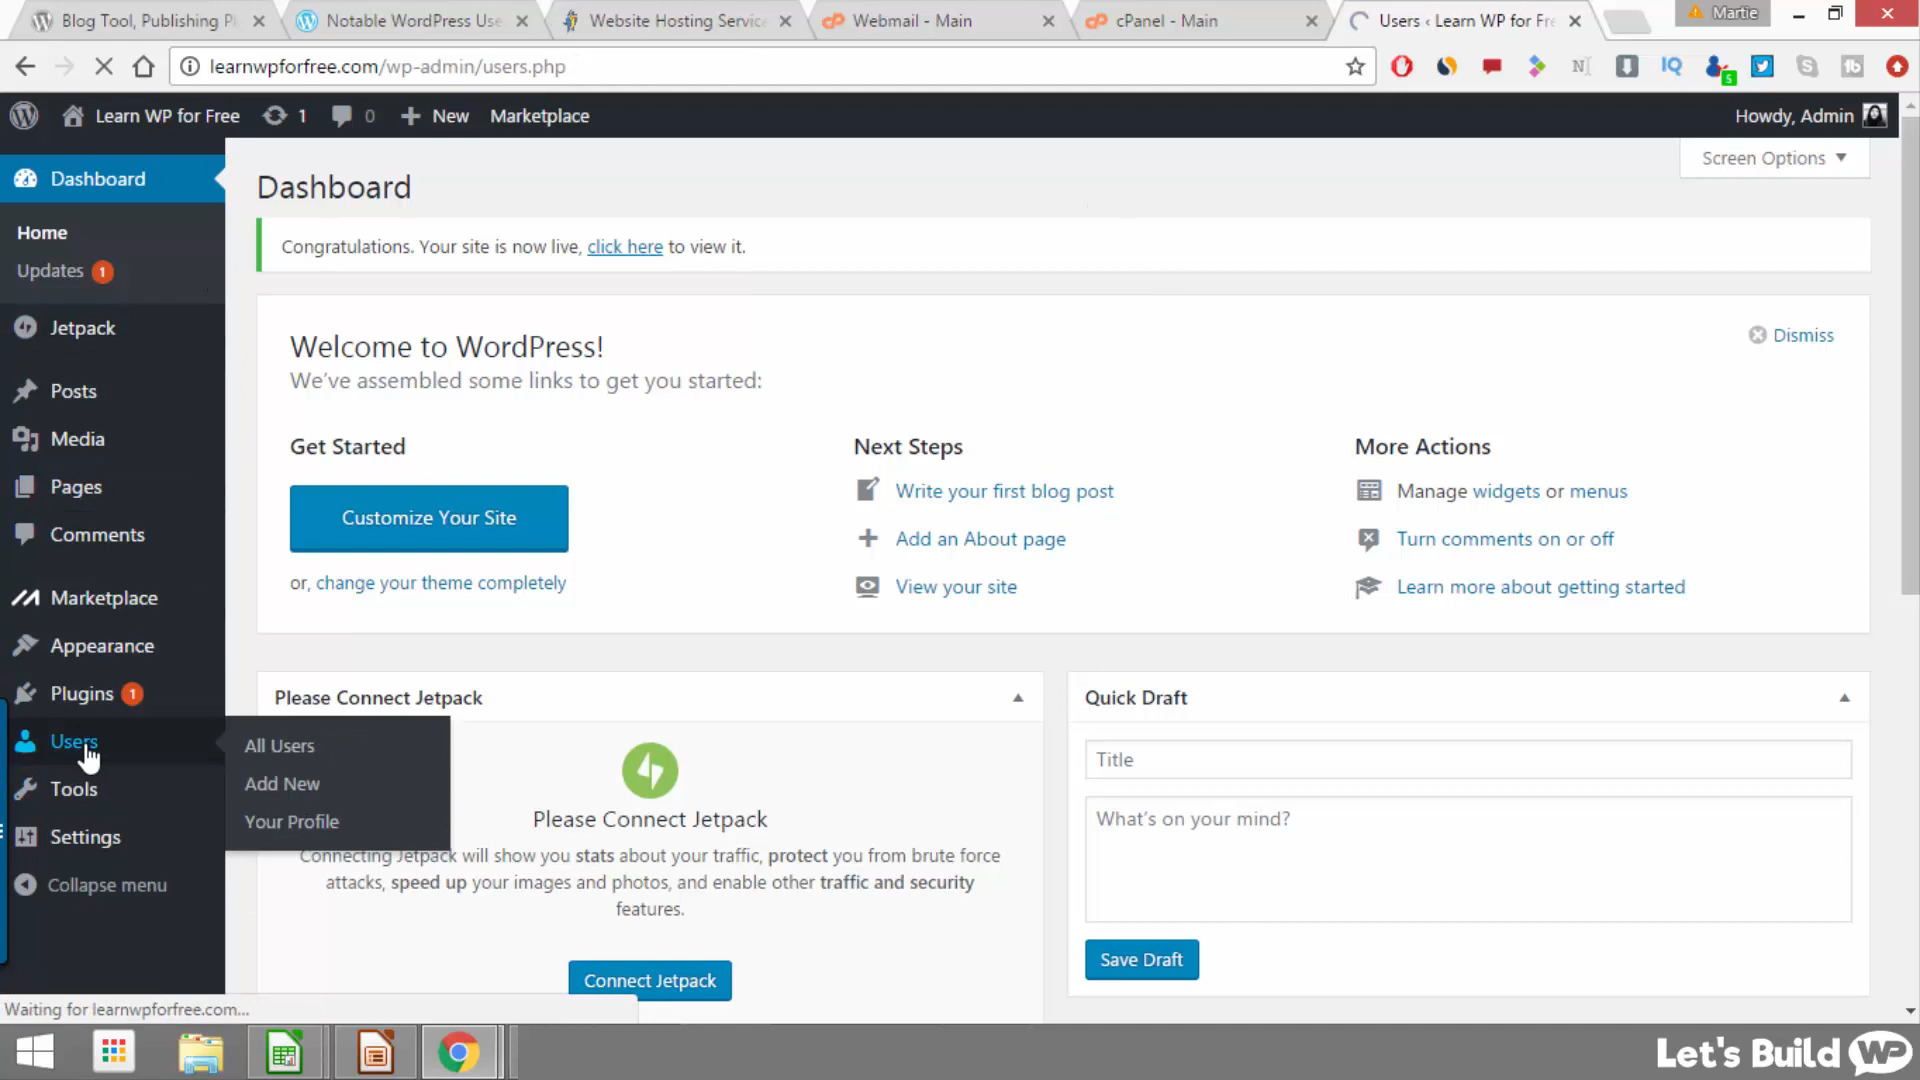 Blog Tool, Publishing P
Notable WordPress Use
Website Hosting Service
Webmail - Main
cPanel - Main
Users ‹ Learn WP for Fre
Martie
learnwpforfree.com/wp-admin/users.php
IQ
5
Learn WP for Free
1
0
New
Marketplace
Howdy, Admin
Dashboard
Home
Updates 1
Jetpack
Posts
Media
Pages
Comments
Marketplace
Appearance
Plugins 1
Users
Tools
Settings
Collapse menu
All Users
Add New
Your Profile
Screen Options
Dashboard
Congratulations. Your site is now live, click here to view it.
Welcome to WordPress!
We've assembled some links to get you started:
Dismiss
Get Started
Customize Your Site
or, change your theme completely
Next Steps
Write your first blog post
Add an About page
View your site
More Actions
Manage widgets or menus
Turn comments on or off
Learn more about getting started
Please Connect Jetpack
Please Connect Jetpack
Connecting Jetpack will show you stats about your traffic, protect you from brute force
attacks, speed up your images and photos, and enable other traffic and security
features.
Connect Jetpack
Quick Draft
Title
What's on your mind?
Save Draft
Waiting for learnwpforfree.com...
Let's Build WP